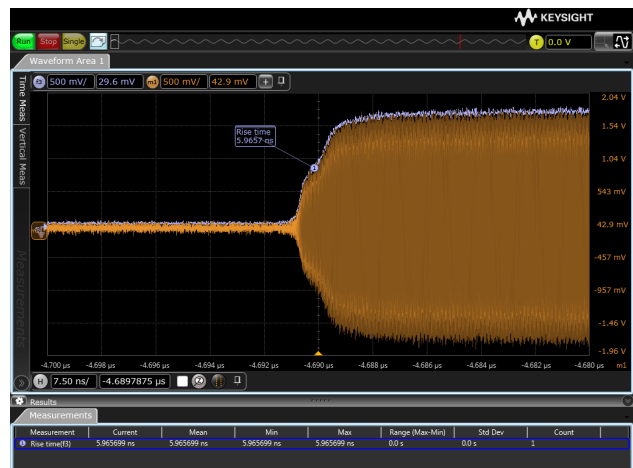 KEYSIGHT
Run Stop Single T 0.0 V
Waveform Area 1
Time Meas
Vertical Meas
Measurements
f3 500 mV/ 29.6 mV m1 500 mV/ 42.9 mV +
2.04 V
1.54 V
1.04 V
543 mV
42.9 mV
-457 mV
-957 mV
-1.46 V
-1.96 V
Rise time
5.9657 ns
1
-4.700 µs -4.698 µs -4.696 µs -4.694 µs -4.692 µs -4.690 µs -4.688 µs -4.686 µs -4.684 µs -4.682 µs -4.680 µs m1
H 7.50 ns/ -4.6897875 µs
Results
Measurements
Measurement Current Mean Min Max Range (Max-Min) Std Dev Count
1 Rise time(f3) 5.965699 ns 5.965699 ns 5.965699 ns 5.965699 ns 0.0 s 0.0 s 1